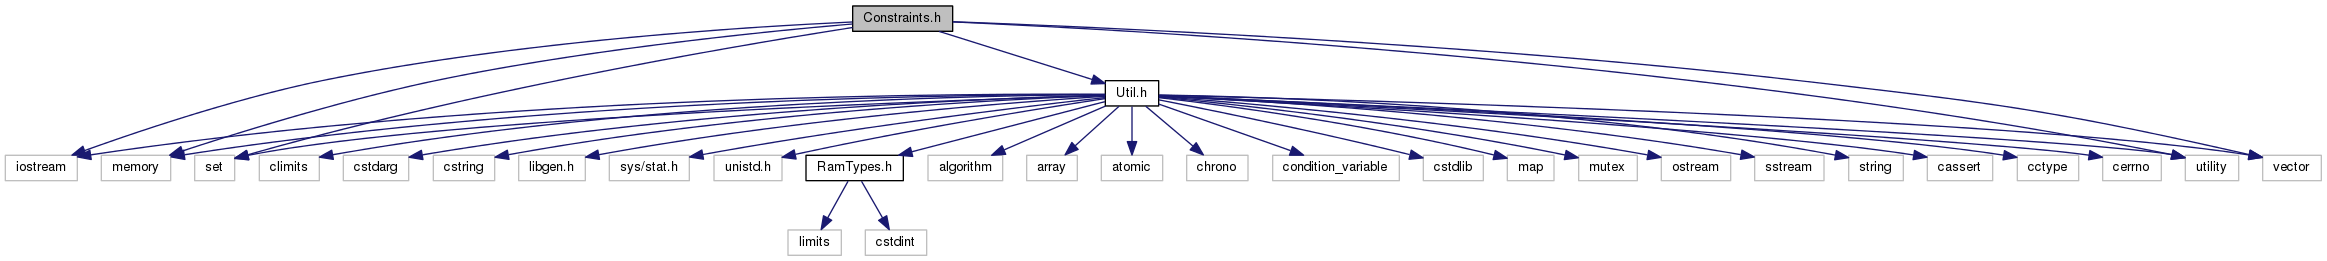 Constraints.h
Util.h
iostream
memory
set
climits
cstdarg
cstring
libgen.h
sys/stat.h
unistd.h
RamTypes.h
algorithm
array
atomic
chrono
condition_variable
cstdlib
map
mutex
ostream
sstream
string
cassert
cctype
cerrno
utility
vector
limits
cstdint